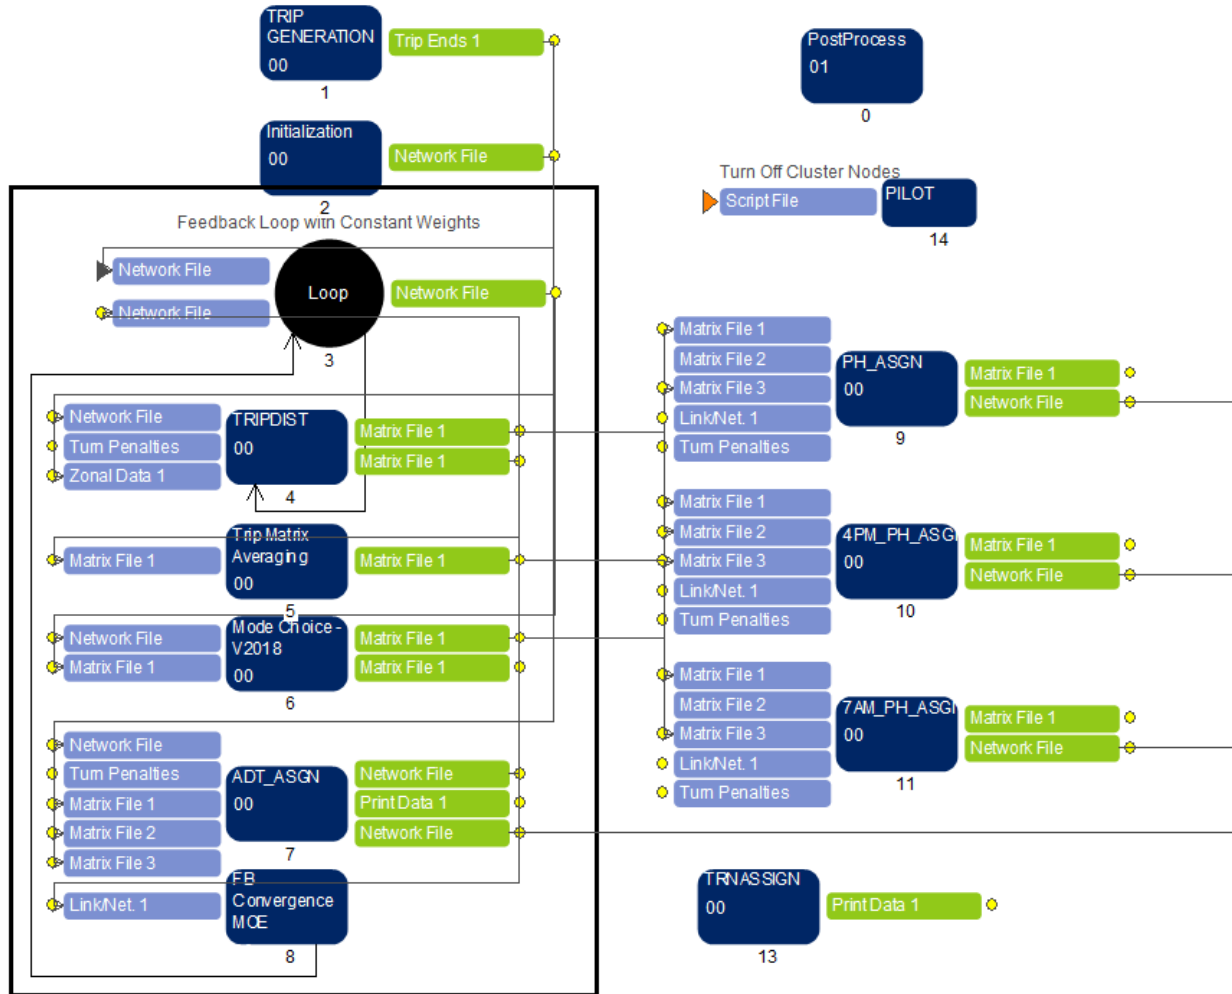 TRIP
GENERATION
00
Trip Ends 1
1
Initialization
00
Network File
2
Feedback Loop with Constant Weights
Network File
Network File
Loop
Network File
3
Network File
Turn Penalties
Zonal Data 1
TRIPDIST
00
Matrix File 1
Matrix File 1
4
Matrix File 1
Trip Matrix
Averaging
00
Matrix File 1
5
Network File
Matrix File 1
Mode Choice -
V2018
00
Matrix File 1
Matrix File 1
6
Network File
Turn Penalties
Matrix File 1
Matrix File 2
Matrix File 3
ADT_ASGN
00
Network File
Print Data 1
Network File
7
Link/Net. 1
FB
Convergence
MOE
8
PostProcess
01
0
Turn Off Cluster Nodes
Script File
PILOT
14
Matrix File 1
Matrix File 2
Matrix File 3
Link/Net. 1
Turn Penalties
PH_ASGN
00
Matrix File 1
Network File
9
Matrix File 1
Matrix File 2
Matrix File 3
Link/Net. 1
Turn Penalties
4PM_PH_ASG
00
Matrix File 1
Network File
10
Matrix File 1
Matrix File 2
Matrix File 3
Link/Net. 1
Turn Penalties
7AM_PH_ASG
00
Matrix File 1
Network File
11
TRNASSIGN
00
Print Data 1
13